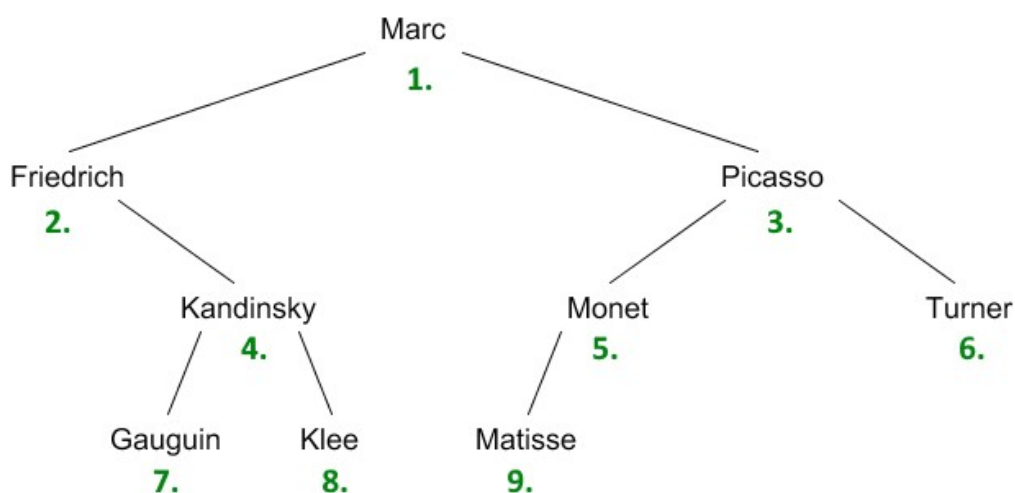 Marc
1.
Friedrich
Picasso
2.
3.
Kandinsky
Monet
Turner
4.
5.
6.
Gauguin
Klee
Matisse
7.
8.
9.